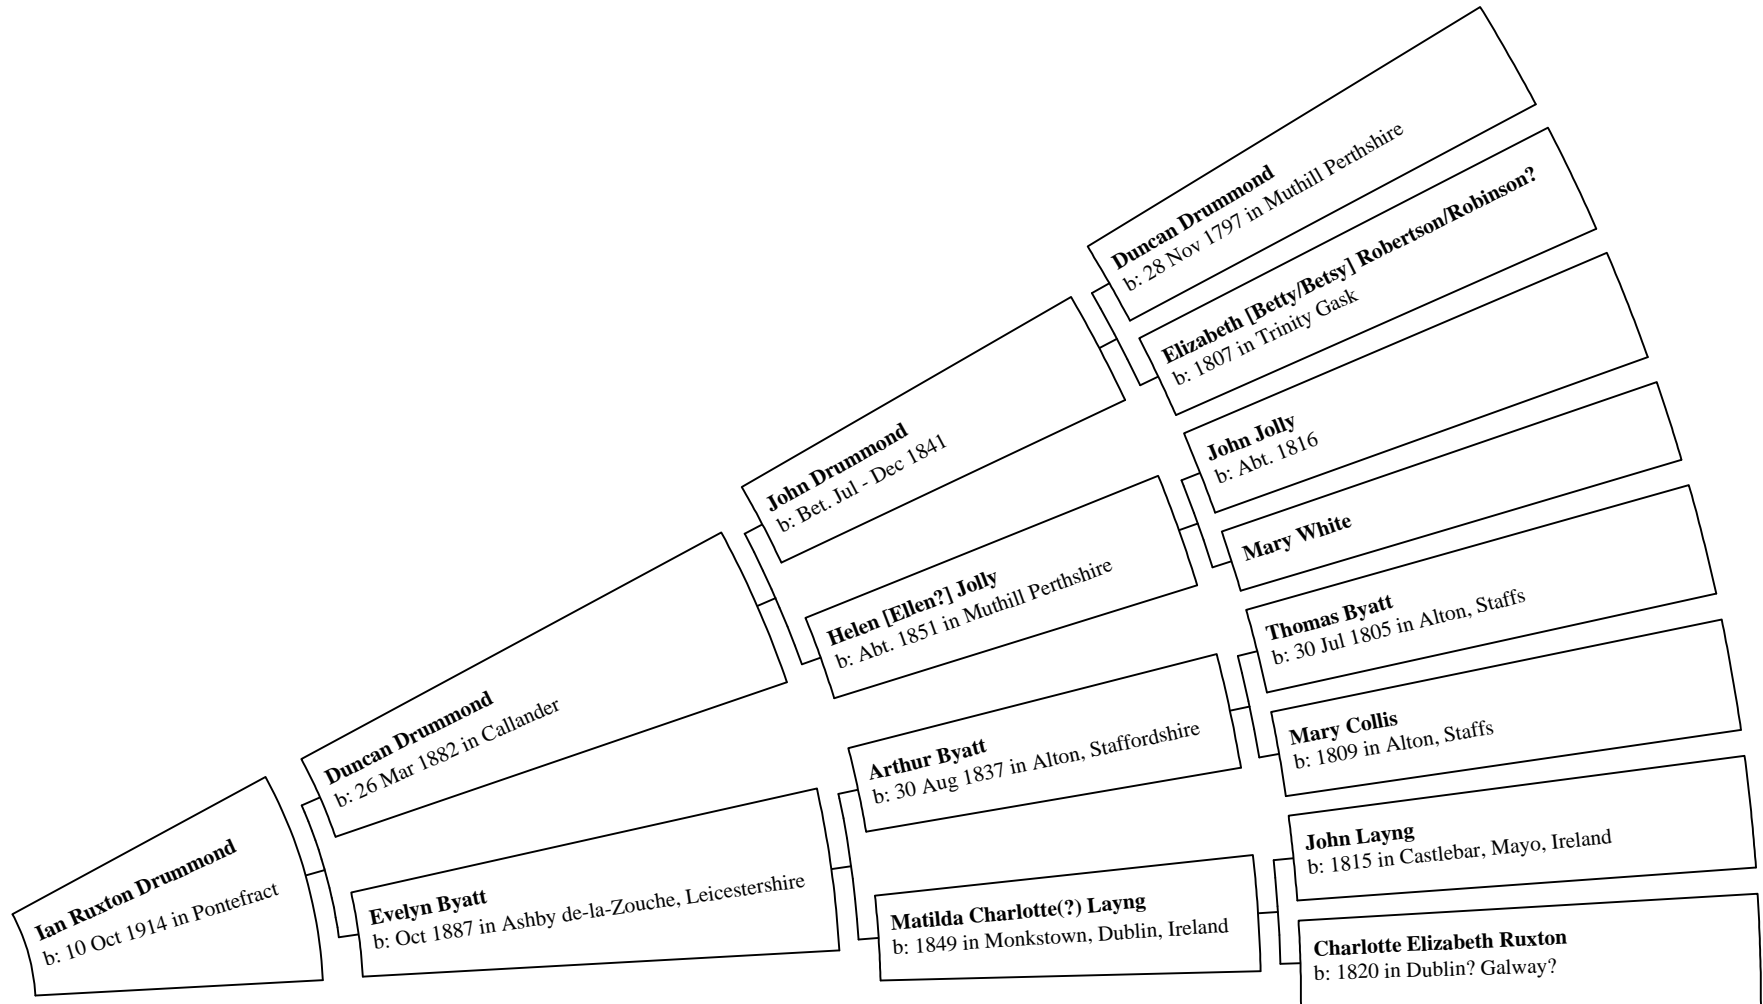 Duncan Drummond
b: 28 Nov 1797 in Muthill Perthshire
Elizabeth [Betty/Betsy] Robertson/Robinson?
b: 1807 in Trinity Gask
John Drummond
b: Bet. Jul - Dec 1841
John Jolly
b: Abt. 1816
Mary White
Helen [Ellen?] Jolly
b: Abt. 1851 in Muthill Perthshire
Duncan Drummond
b: 26 Mar 1882 in Callander
Thomas Byatt
b: 30 Jul 1805 in Alton, Staffs
Mary Collis
b: 1809 in Alton, Staffs
Arthur Byatt
b: 30 Aug 1837 in Alton, Staffordshire
Ian Ruxton Drummond
b: 10 Oct 1914 in Pontefract
Evelyn Byatt
b: Oct 1887 in Ashby de-la-Zouche, Leicestershire
John Layng
b: 1815 in Castlebar, Mayo, Ireland
Matilda Charlotte(?) Layng
b: 1849 in Monkstown, Dublin, Ireland
Charlotte Elizabeth Ruxton
b: 1820 in Dublin? Galway?